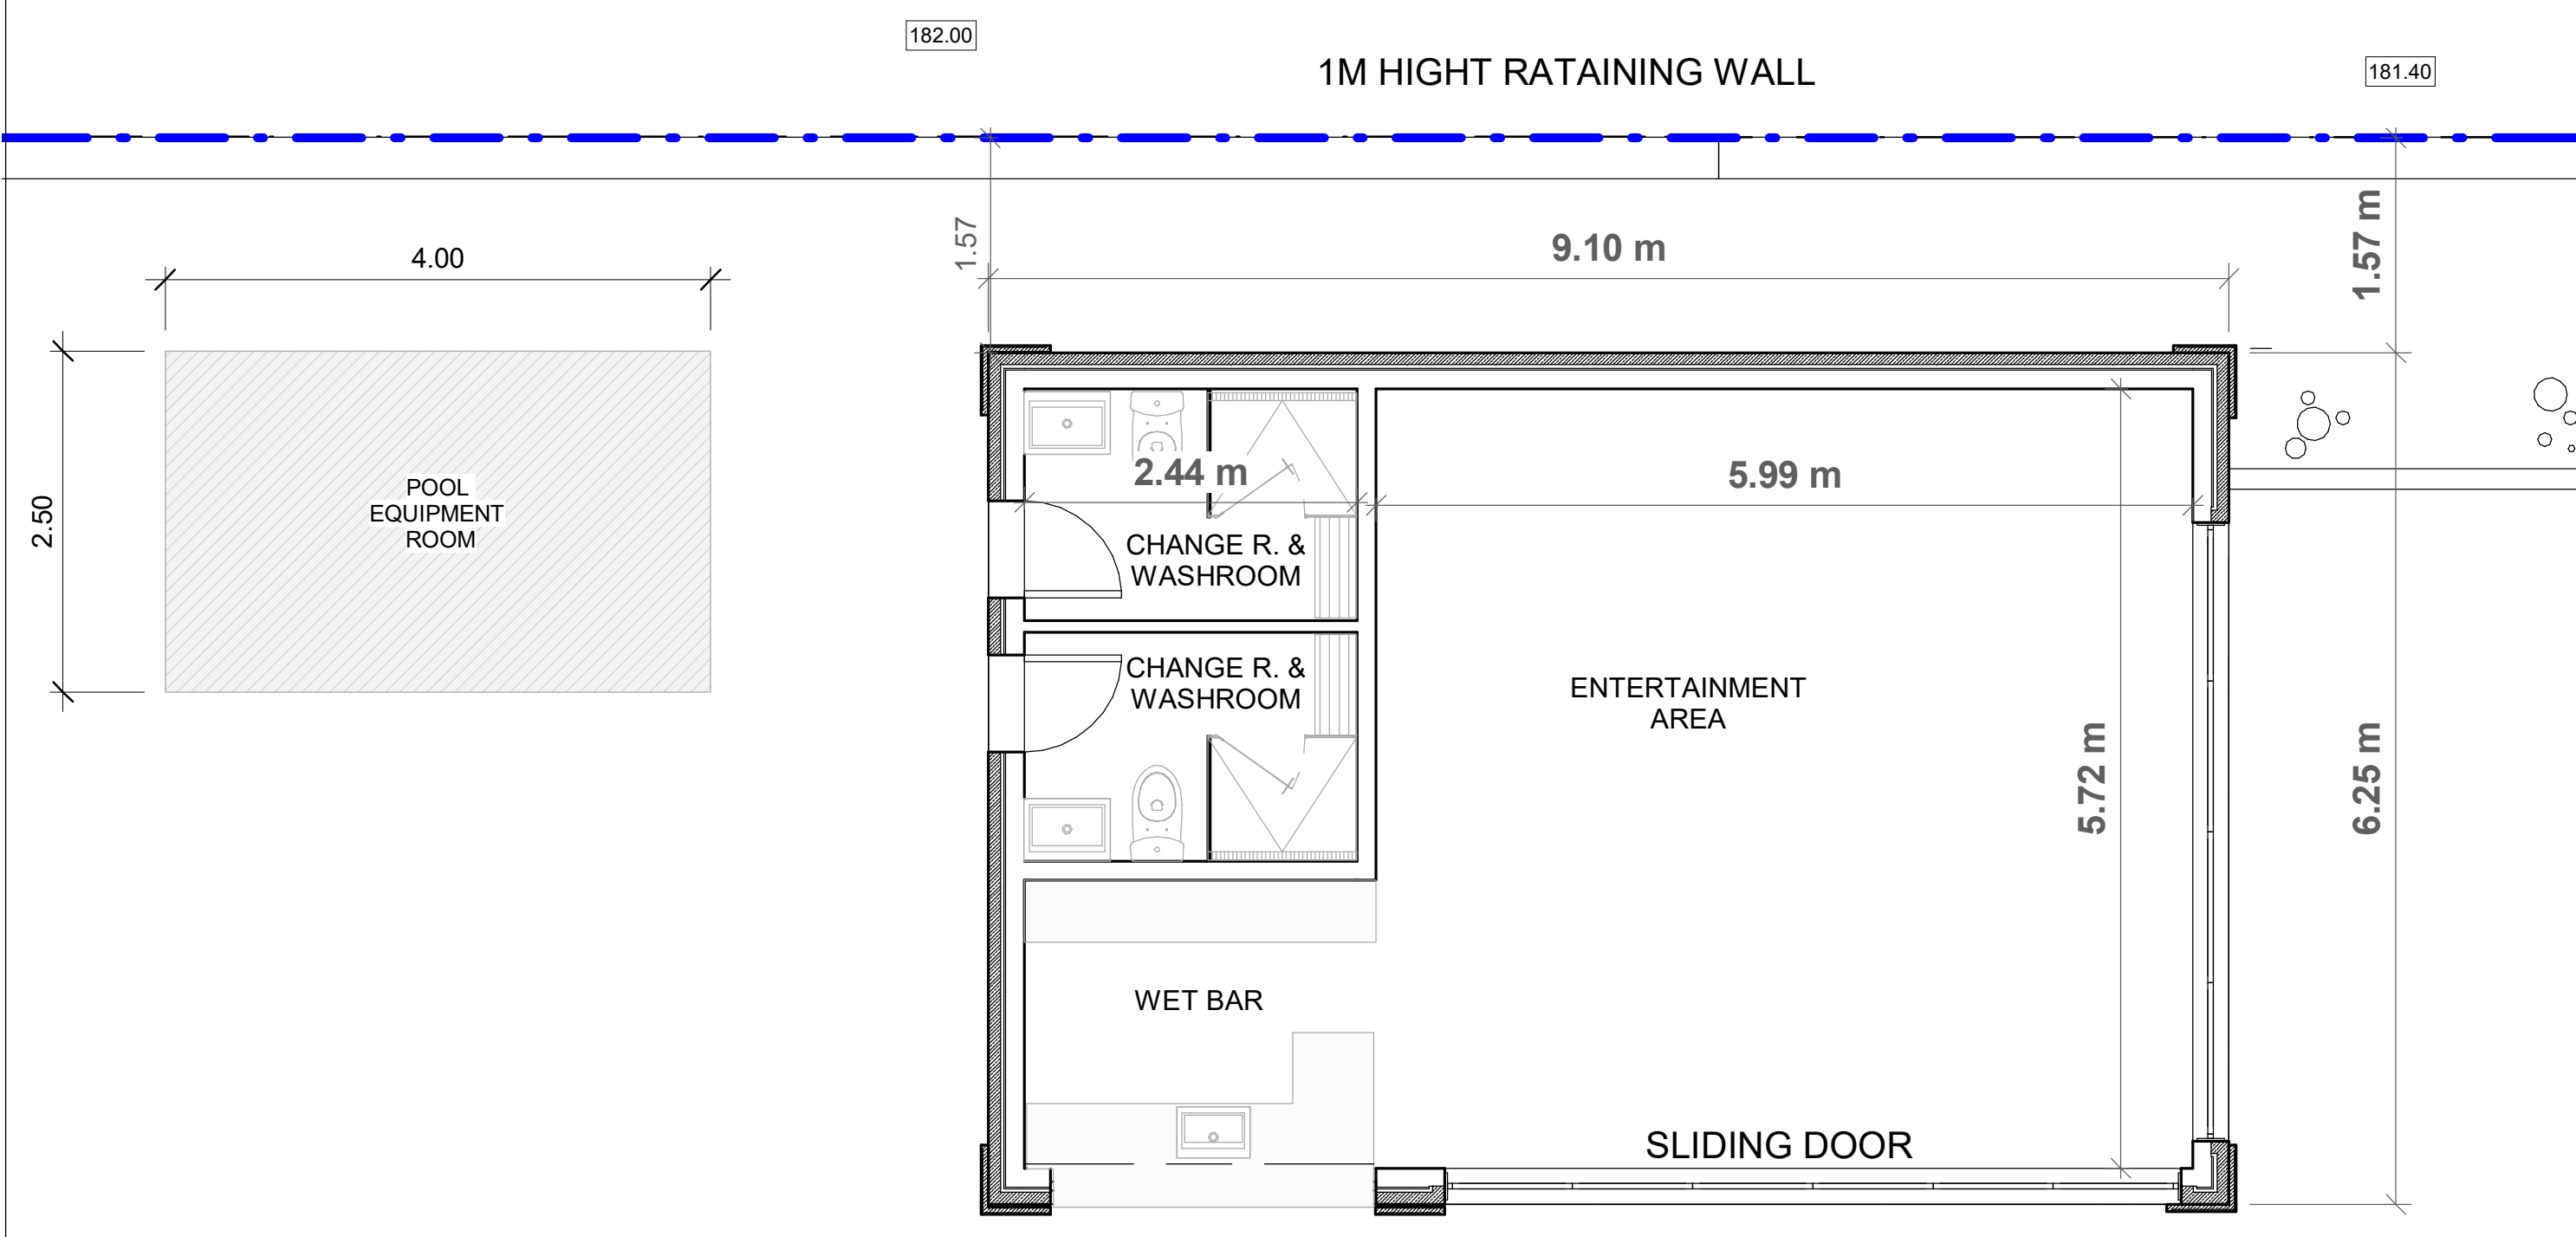 182.00
1M HIGHT RATAINING WALL
181.40
1.57
9.10 m
1.57 m
4.00
2.50
POOL
EQUIPMENT
ROOM
2.44 m
5.99 m
CHANGE R. &
WASHROOM
CHANGE R. &
WASHROOM
ENTERTAINMENT
AREA
5.72 m
6.25 m
WET BAR
SLIDING DOOR